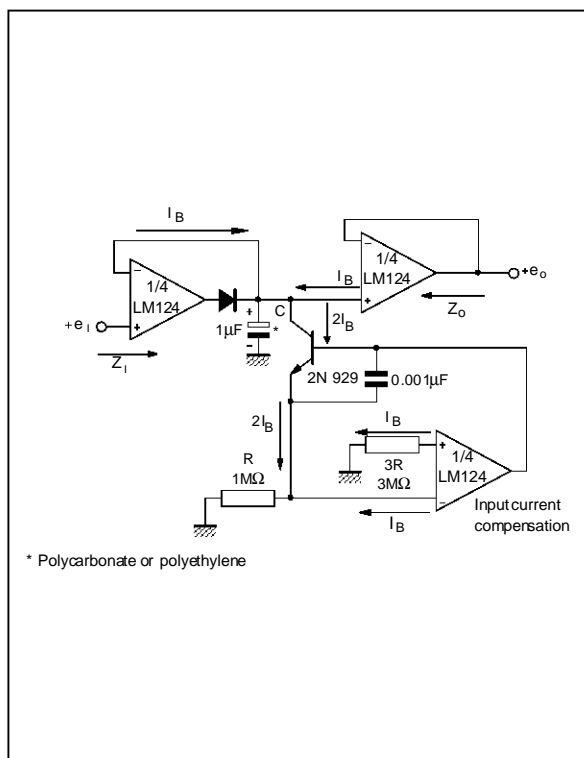 I B
1/4
LM124
+e I
Z I
C
1µF
*
+
-
2I B
I B
1/4
LM124
+e o
Z o
2N 929
0.001µF
2I B
R
1MΩ
I B
3R
3MΩ
1/4
LM124
I B
Input current
compensation
* Polycarbonate or polyethylene